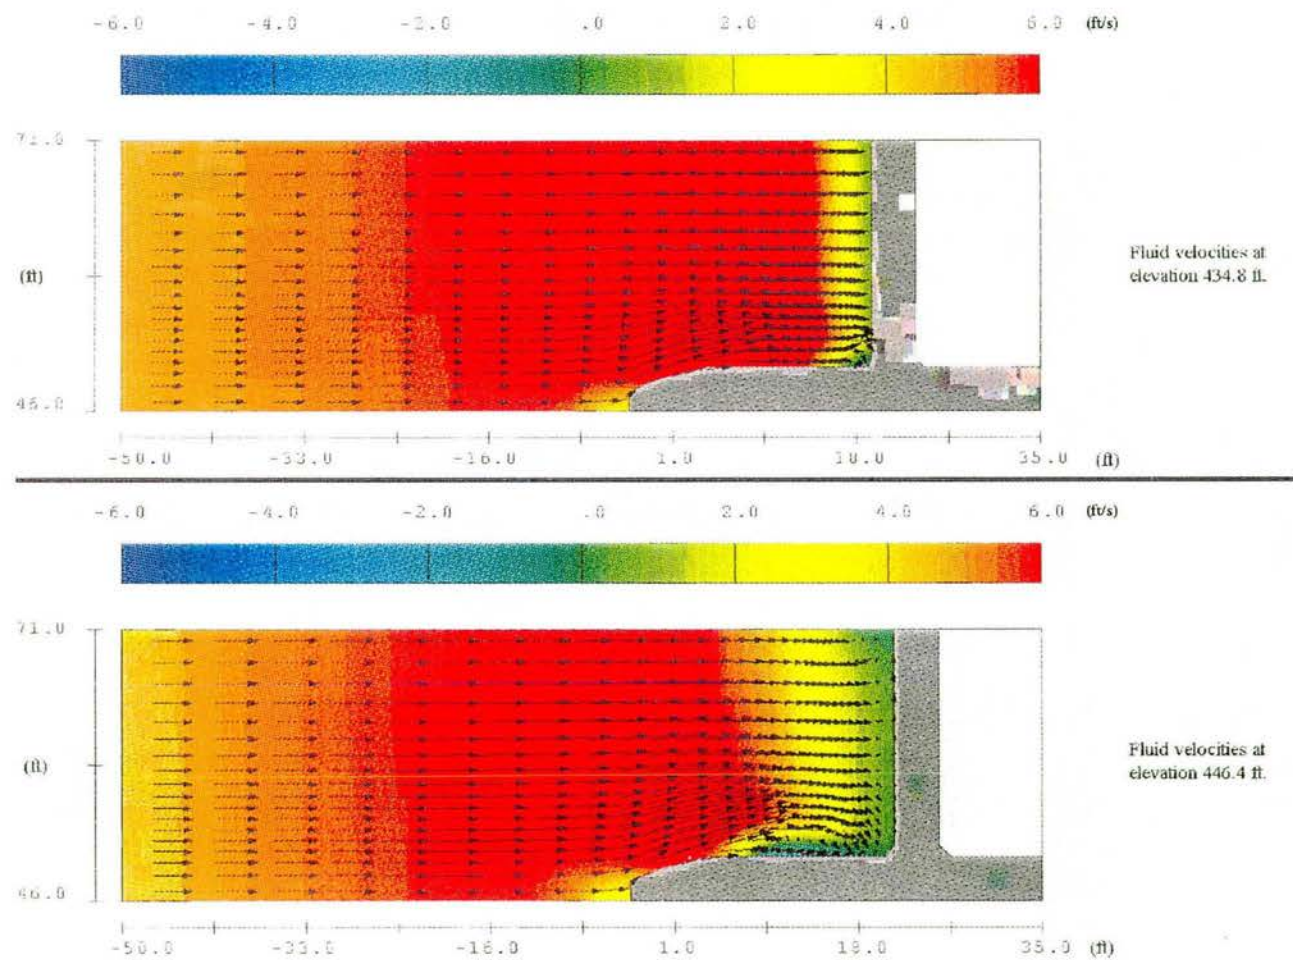 -6.0 -4.0 -2.0 .0 2.0 4.0 6.0 (ft/s)
71.0
(ft)
46.0
Fluid velocities at
elevation 434.8 ft.
-50.0 -33.0 -16.0 1.0 18.0 35.0 (ft)
-6.0 -4.0 -2.0 .0 2.0 4.0 6.0 (ft/s)
71.0
(ft)
46.0
Fluid velocities at
elevation 446.4 ft.
-50.0 -33.0 -16.0 1.0 18.0 35.0 (ft)